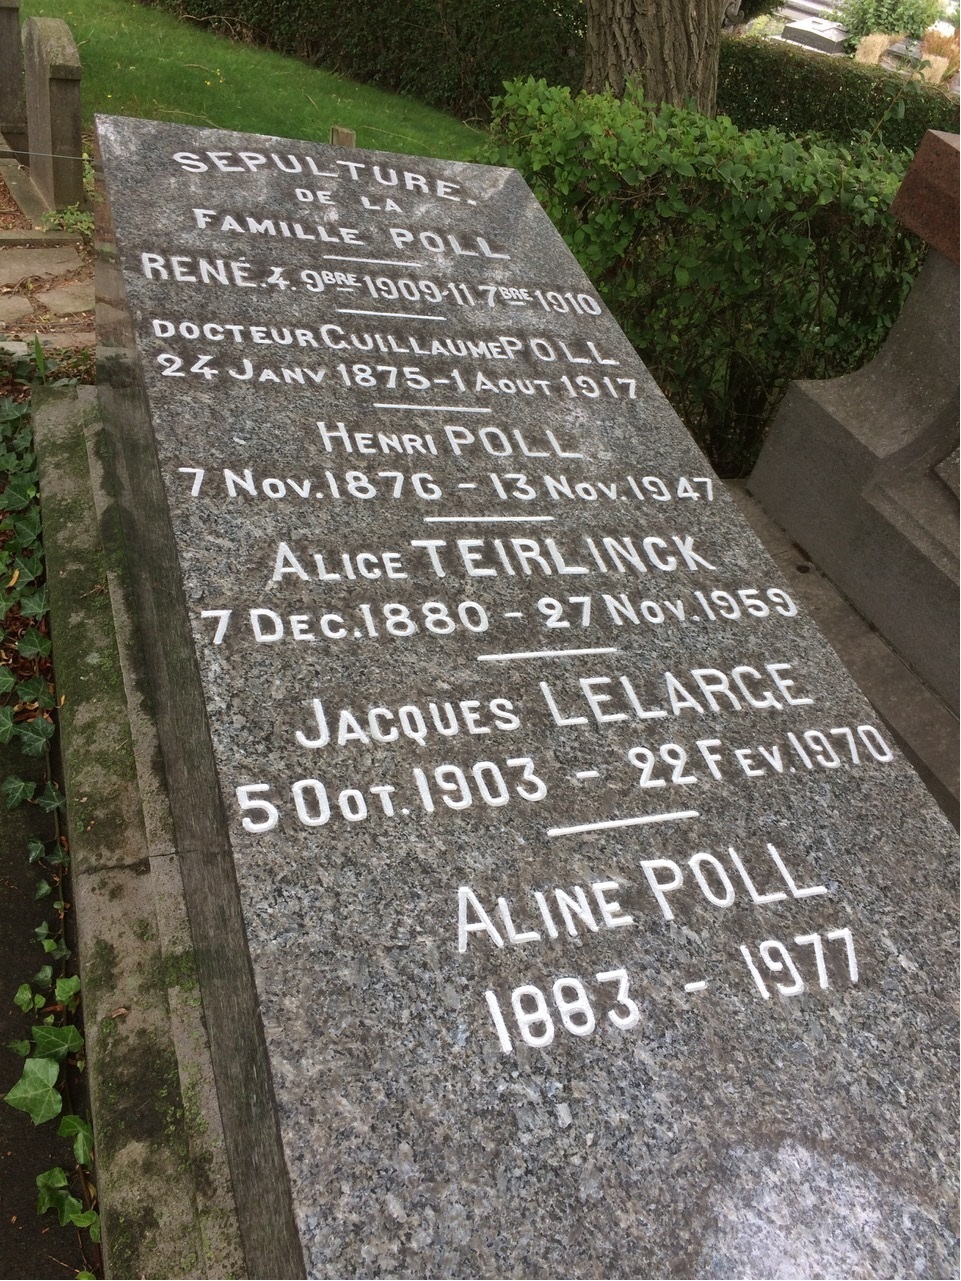 SEPULTURE.
DE LA
FAMILLE POLL
RENÉ.4.9BRE 1909-11 7BRE 1910
DOCTEUR GUILLAUME POLL
24 JANV 1875-1 AOUT 1917
HENRI POLL
7 NOV. 1876 - 13 NOV. 1947
ALICE TEIRLINCK
7 DEC. 1880 - 27 NOV. 1959
JACQUES LELARGE
5 OOT. 1903 - 22 FEV. 1970
ALINE POLL
1883 - 1977